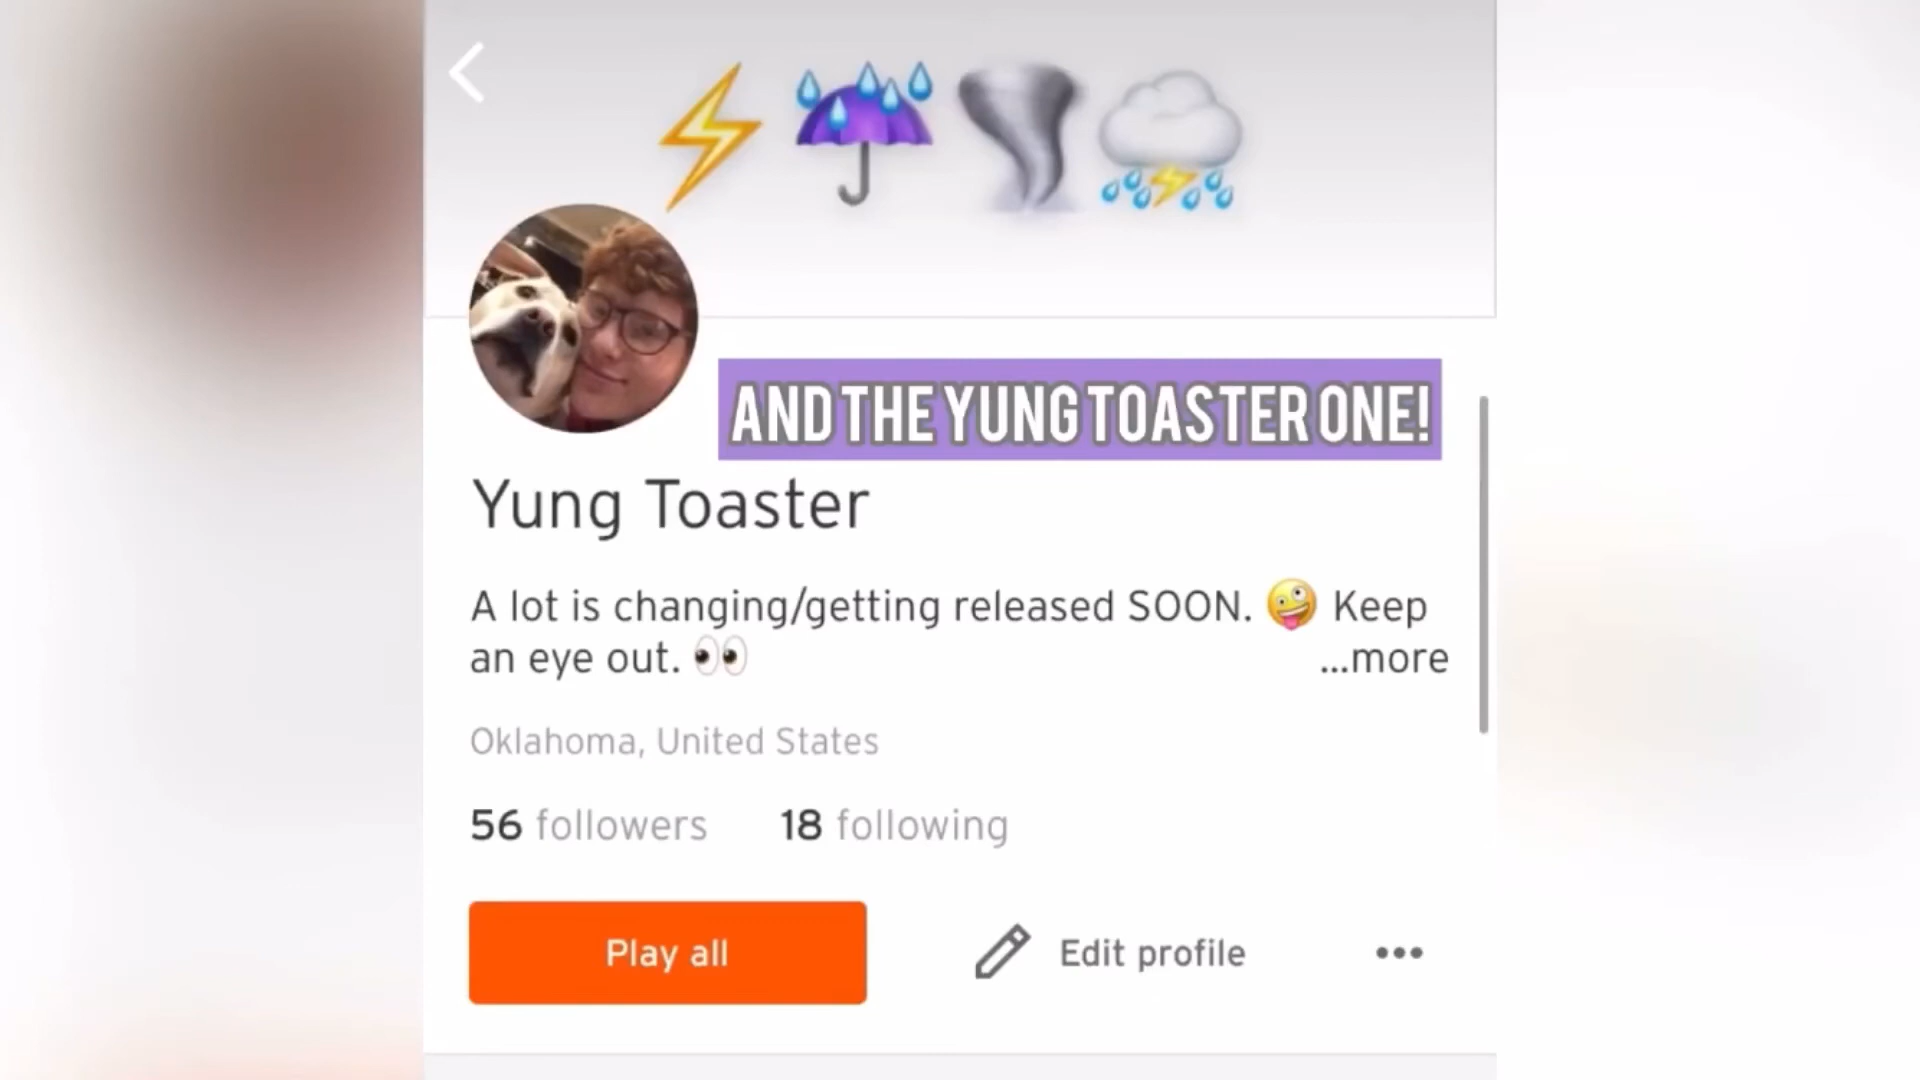 AND THE YUNG TOASTER ONE!
Yung Toaster
A lot is changing/getting released SOON. 🤪 Keep
an eye out. 👀 ...more
Oklahoma, United States
56 followers 18 following
Play all Edit profile